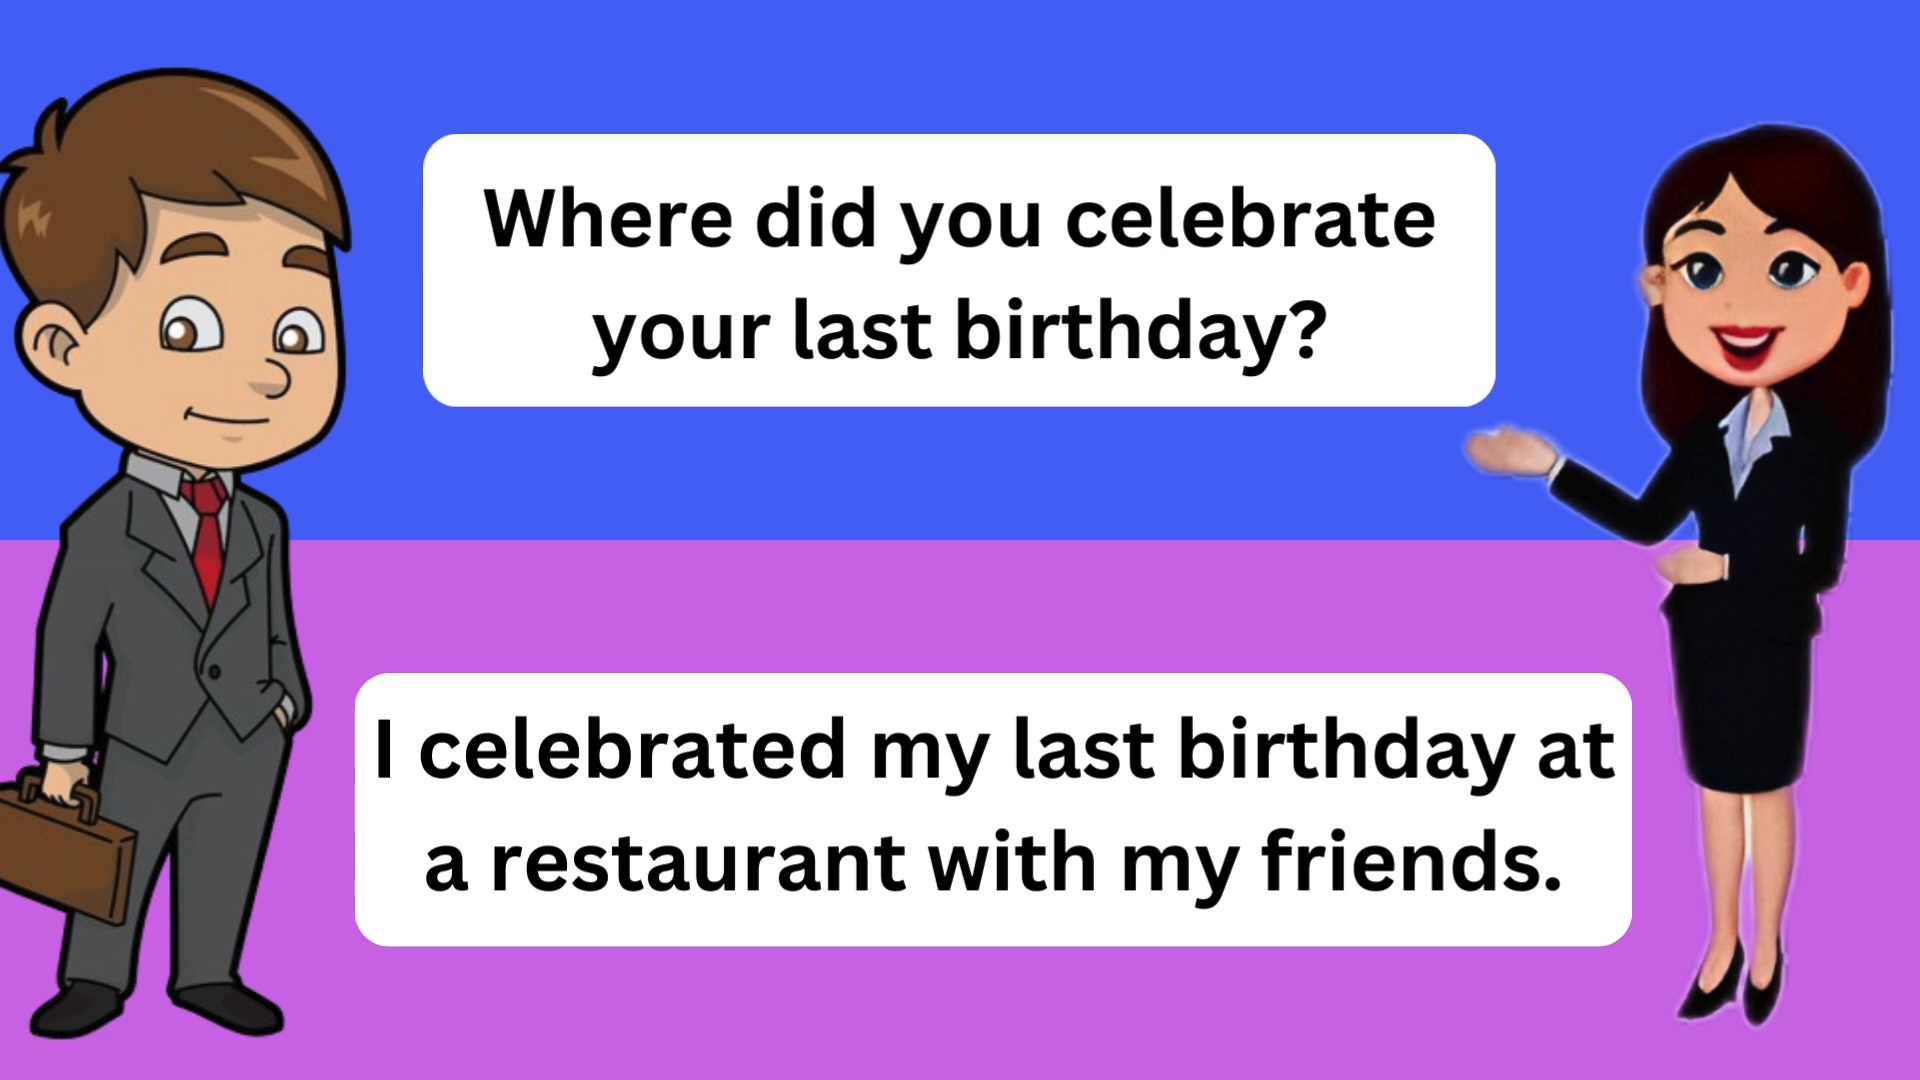 Where did you celebrate
your last birthday?
I celebrated my last birthday at
a restaurant with my friends.